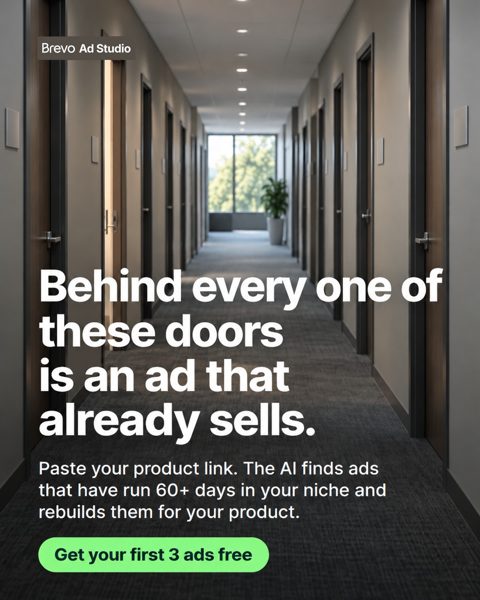 Brevo Ad Studio
Behind every one of
these doors
is an ad that
already sells.
Paste your product link. The AI finds ads
that have run 60+ days in your niche and
rebuilds them for your product.
Get your first 3 ads free